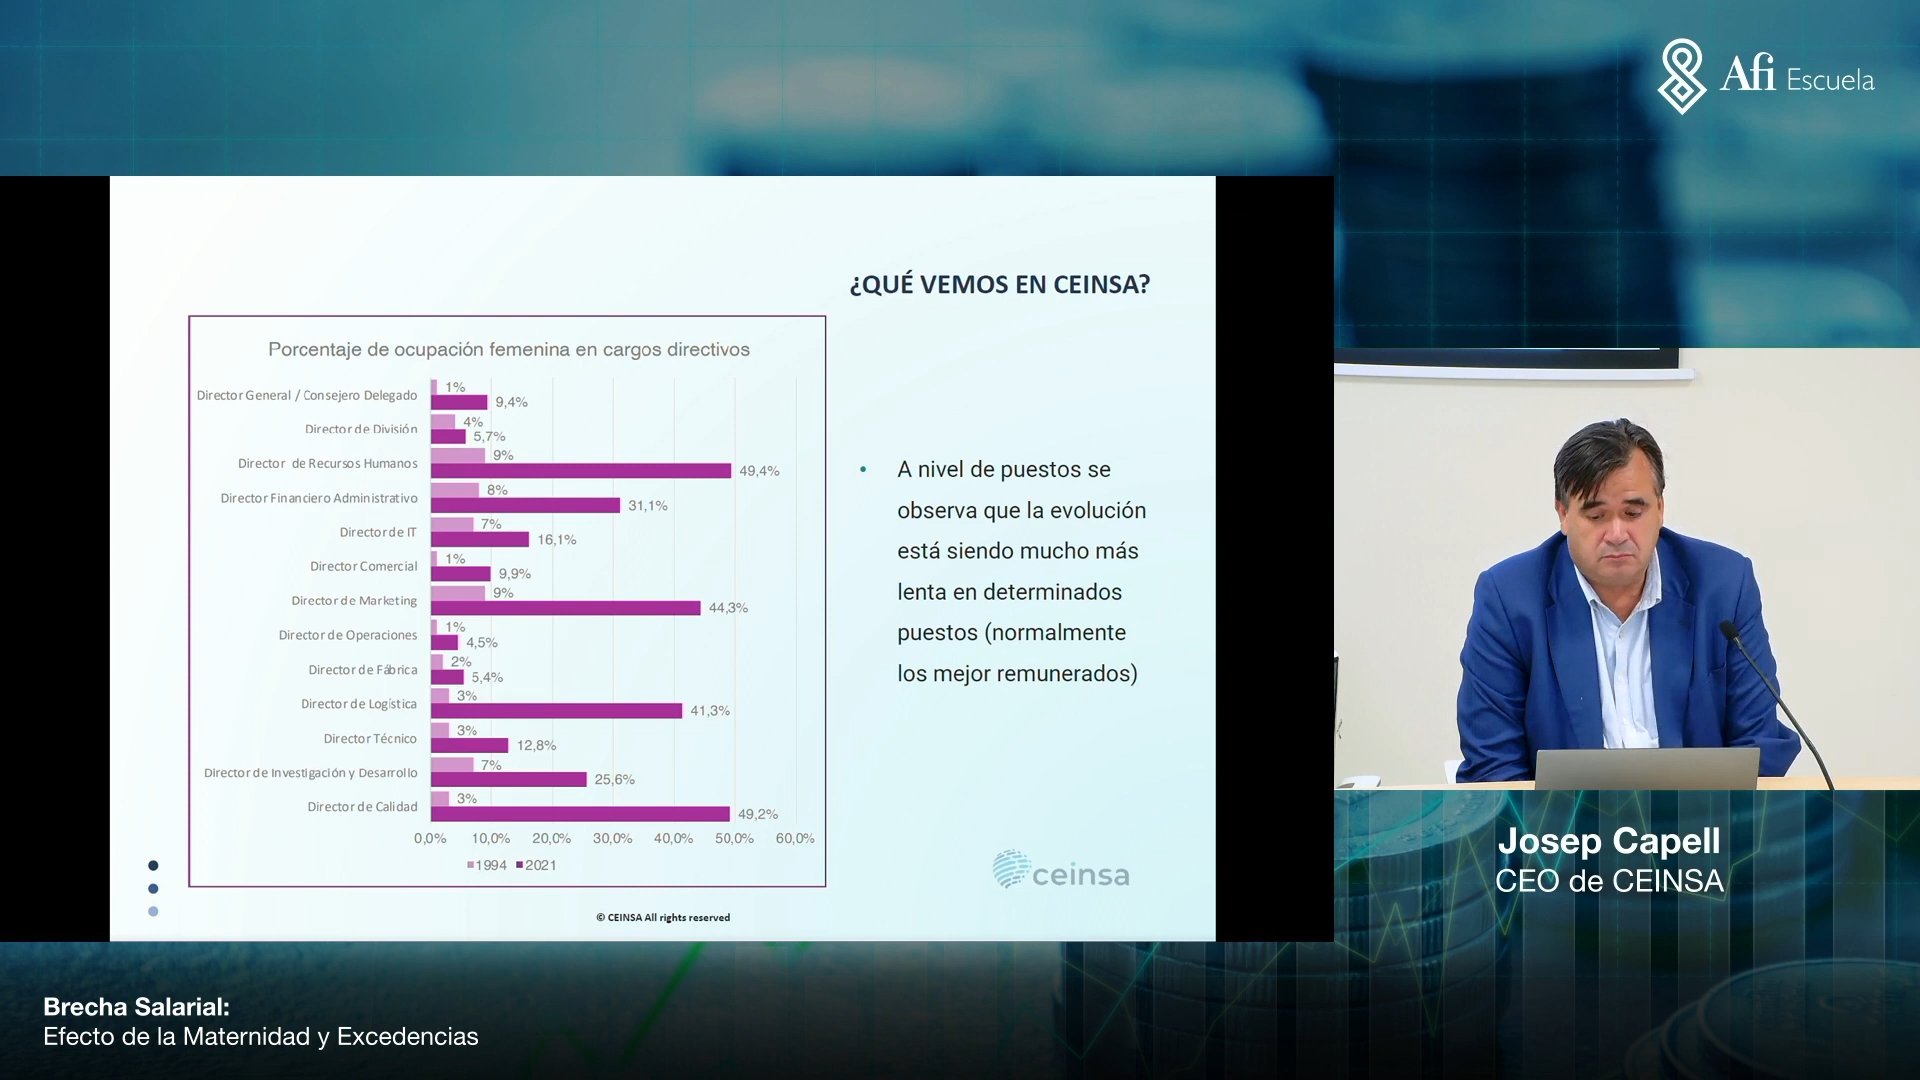 Afi Escuela
¿QUÉ VEMOS EN CEINSA?
Porcentaje de ocupación femenina en cargos directivos
Director General / Consejero Delegado 1% 9,4%
Director de División 4% 5,7%
Director de Recursos Humanos 9% 49,4%
Director Financiero Administrativo 8% 31,1%
Director de IT 7% 16,1%
Director Comercial 1% 9,9%
Director de Marketing 9% 44,3%
Director de Operaciones 1% 4,5%
Director de Fábrica 2% 5,4%
Director de Logística 3% 41,3%
Director Técnico 3% 12,8%
Director de Investigación y Desarrollo 7% 25,6%
Director de Calidad 3% 49,2%
0,0% 10,0% 20,0% 30,0% 40,0% 50,0% 60,0%
1994 2021
• A nivel de puestos se
observa que la evolución
está siendo mucho más
lenta en determinados
puestos (normalmente
los mejor remunerados)
ceinsa
© CEINSA All rights reserved
Josep Capell
CEO de CEINSA
Brecha Salarial:
Efecto de la Maternidad y Excedencias